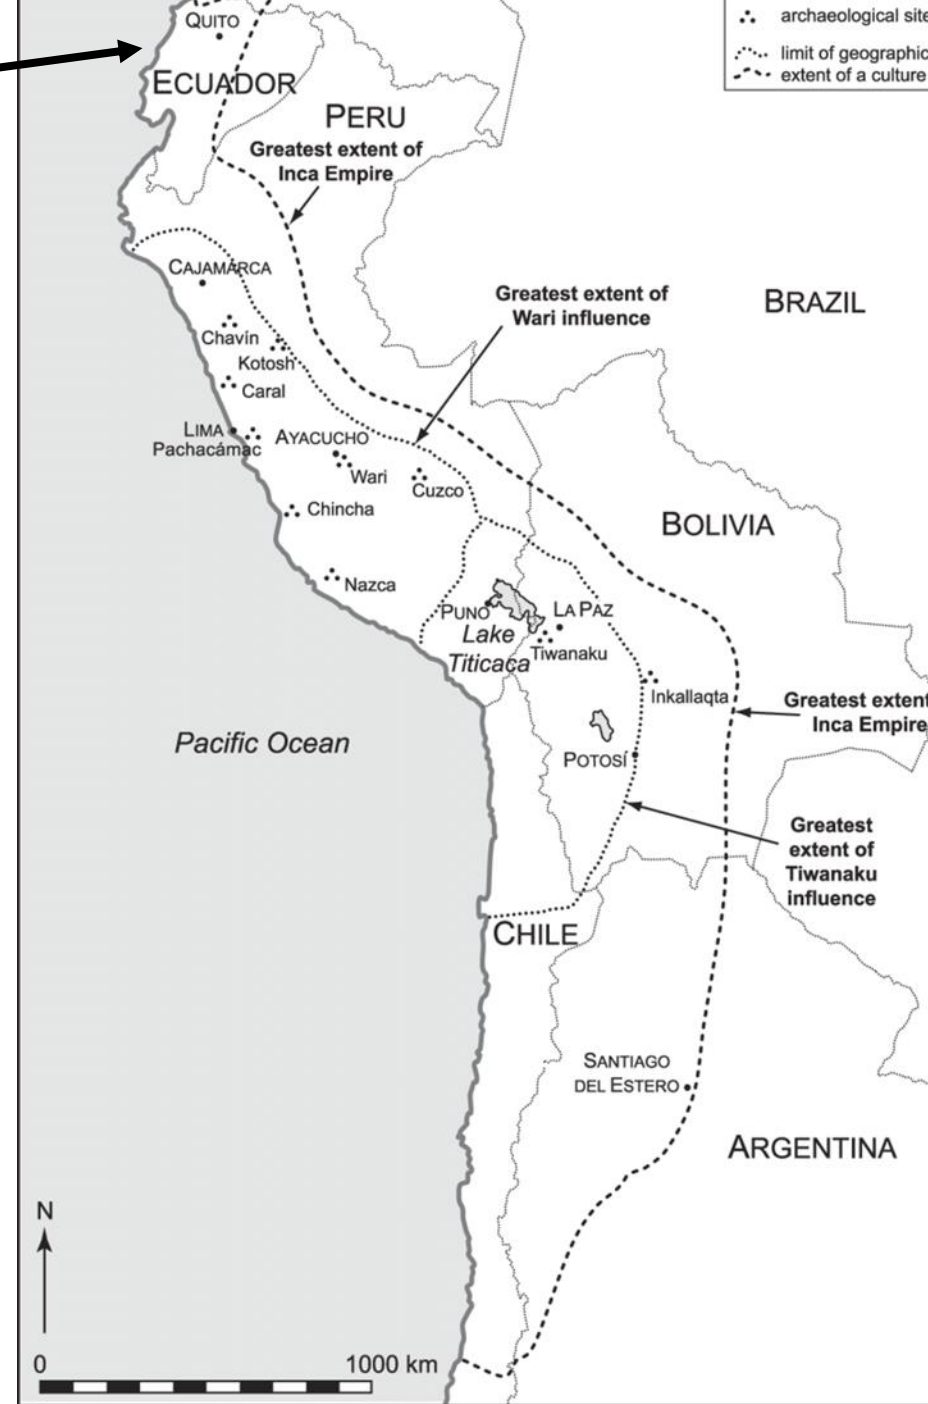 QUITO
archaeological site
limit of geographic
extent of a culture
ECUADOR
PERU
Greatest extent of
Inca Empire
CAJAMARCA
Greatest extent of
Wari influence
BRAZIL
Chavín
Kotosh
Caral
LIMA
Pachacámac
AYACUCHO
Wari
Cuzco
Chincha
BOLIVIA
Nazca
PUNO
LA PAZ
Lake
Titicaca
Tiwanaku
Inkallaqta
Greatest extent
Inca Empire
Pacific Ocean
POTOSÍ
Greatest
extent of
Tiwanaku
influence
CHILE
SANTIAGO
DEL ESTERO
ARGENTINA
N
0
1000 km